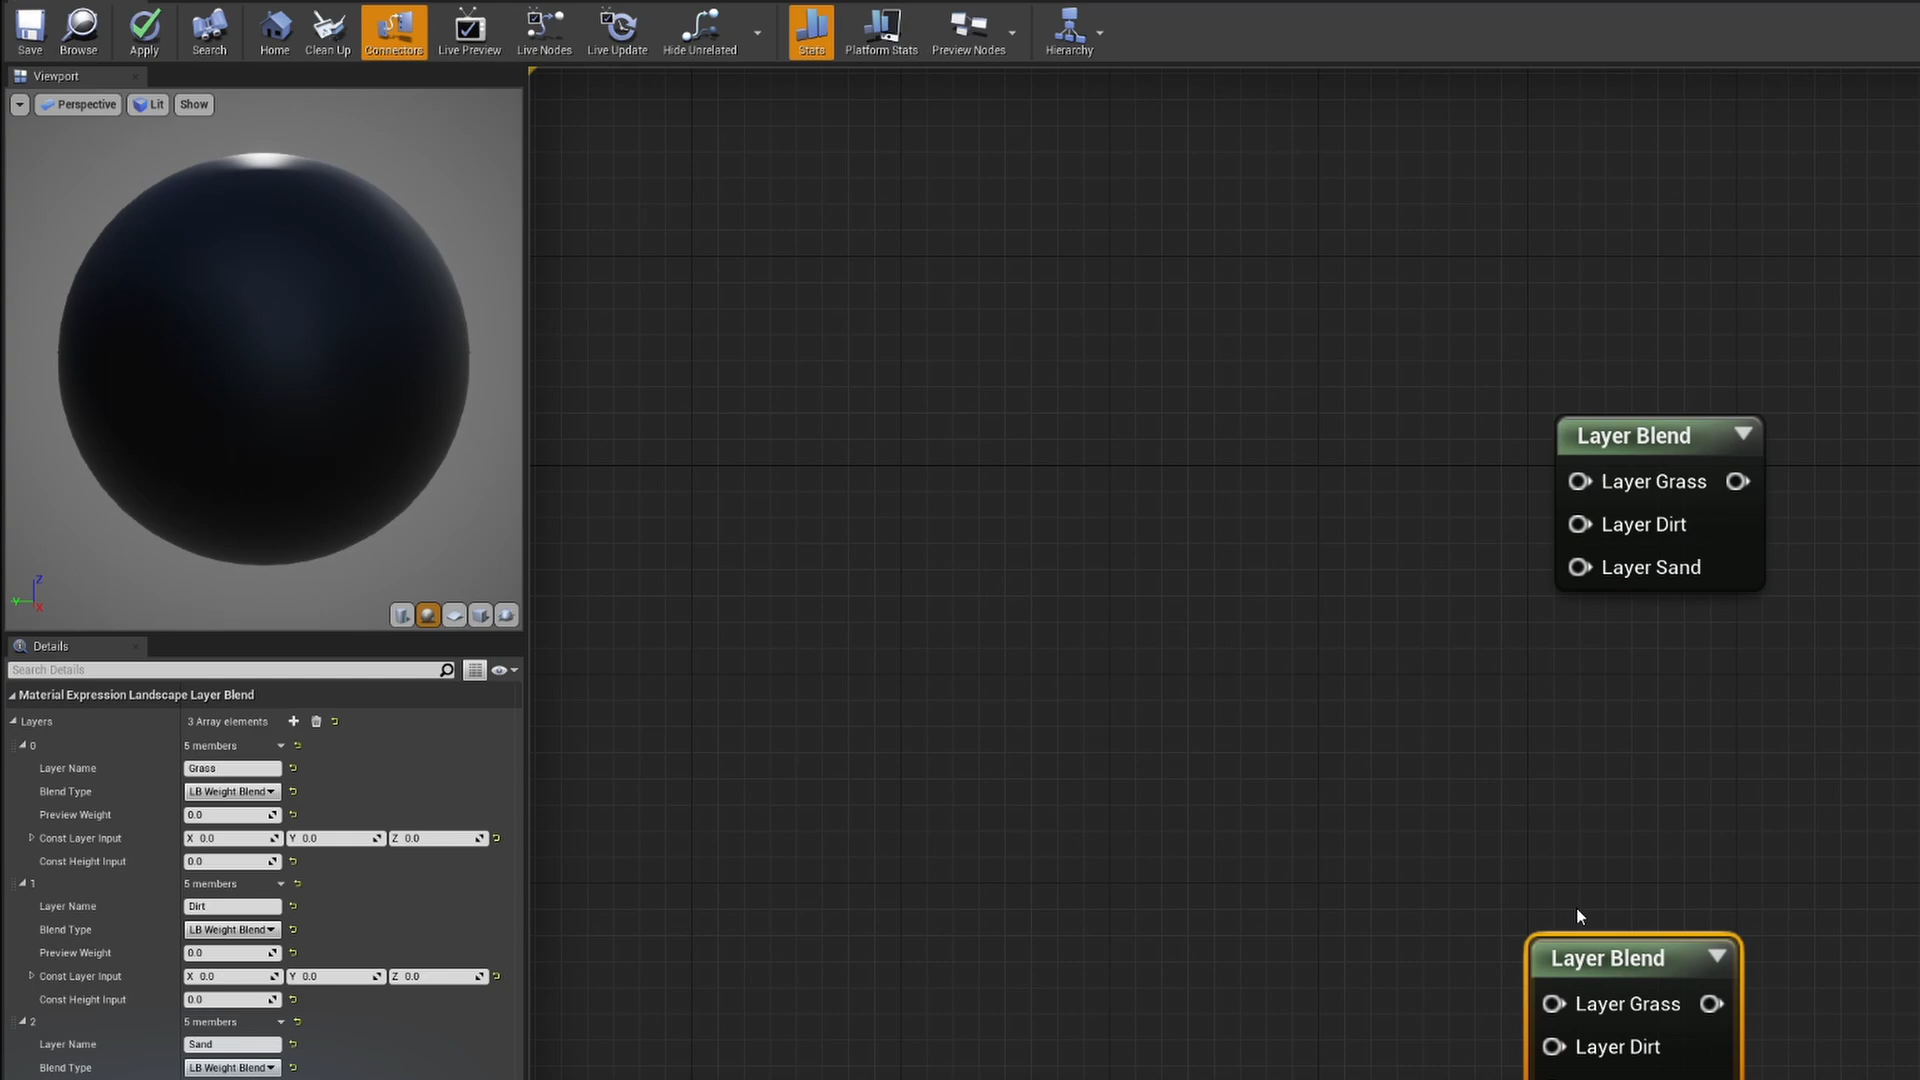 Save Browse Apply Search Home Clean Up Connectors Live Preview Live Nodes Live Update Hide Unrelated Stats Platform Stats Preview Nodes Hierarchy
Viewport
Perspective Lit Show
Z
Y
X
Layer Blend
Layer Grass
Layer Dirt
Layer Sand
Details
Search Details
Material Expression Landscape Layer Blend
Layers 3 Array elements
0 5 members
Layer Name Grass
Blend Type LB Weight Blend
Preview Weight 0.0
Const Layer Input X 0.0 Y 0.0 Z 0.0
Const Height Input 0.0
1 5 members
Layer Name Dirt
Blend Type LB Weight Blend
Preview Weight 0.0
Const Layer Input X 0.0 Y 0.0 Z 0.0
Const Height Input 0.0
2 5 members
Layer Name Sand
Blend Type LB Weight Blend
Layer Blend
Layer Grass
Layer Dirt